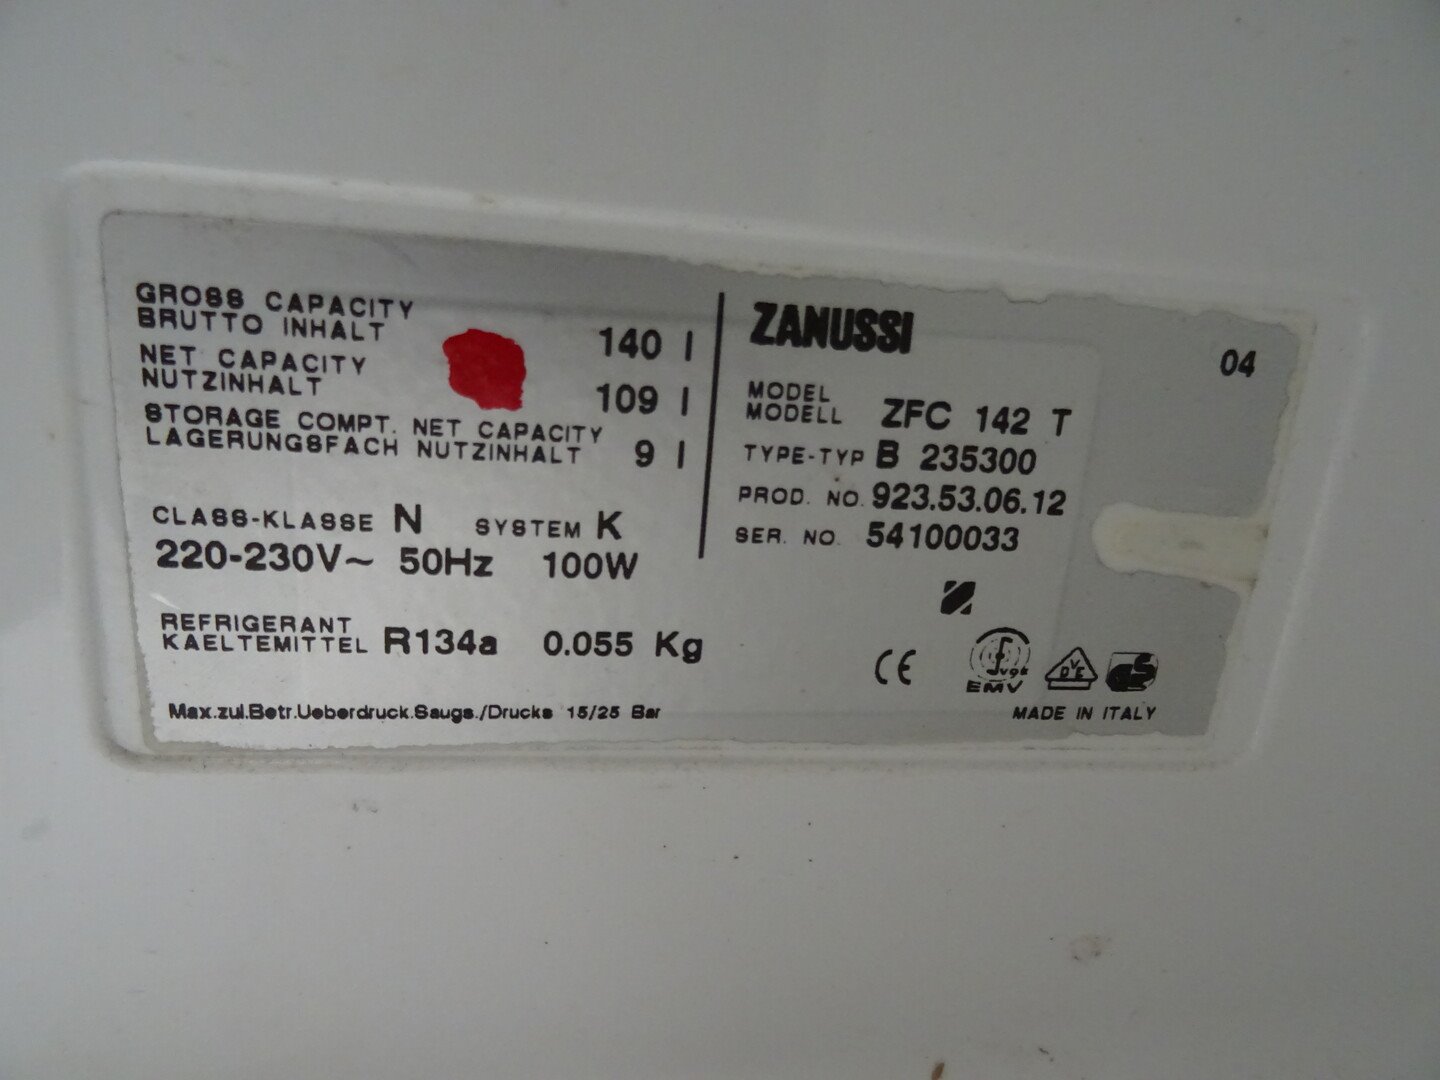 GROSS CAPACITY
BRUTTO INHALT 140 l
NET CAPACITY
NUTZINHALT 109 l
STORAGE COMPT. NET CAPACITY
LAGERUNGSFACH NUTZINHALT 9 l
CLASS-KLASSE N SYSTEM K
220-230V~ 50Hz 100W
REFRIGERANT
KAELTEMITTEL R134a 0.055 Kg
Max.zul.Betr.Ueberdruck.Saugs./Drucks 15/25 Bar
ZANUSSI
04
MODEL
MODELL ZFC 142 T
TYPE-TYP B 235300
PROD. NO. 923.53.06.12
SER. NO. 54100033
CE
EMV
DVE
GS
MADE IN ITALY